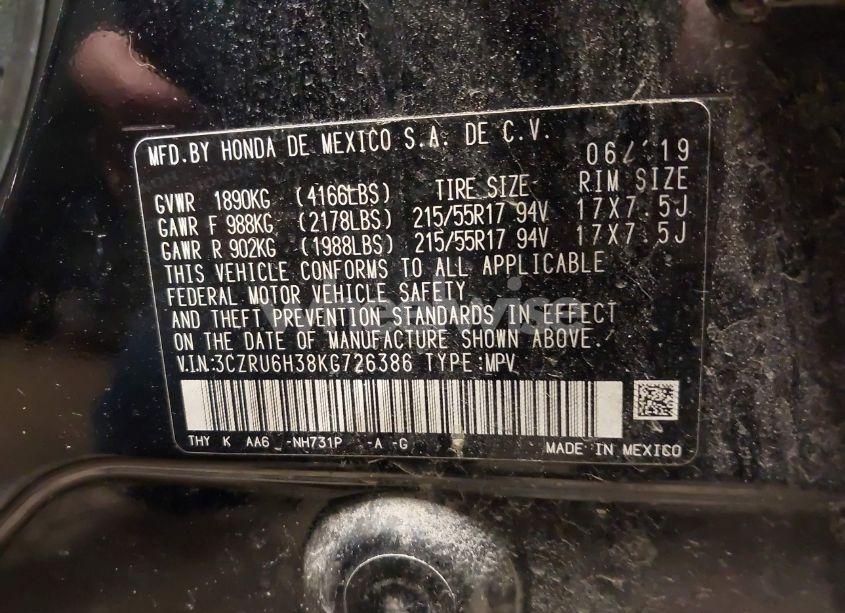 MFD.BY HONDA DE MEXICO S.A. DE C.V. 06/'19
GVWR 1890KG (4166LBS) TIRE SIZE RIM SIZE
GAWR F 988KG (2178LBS) 215/55R17 94V 17X7.5J
GAWR R 902KG (1988LBS) 215/55R17 94V 17X7.5J
THIS VEHICLE CONFORMS TO ALL APPLICABLE
FEDERAL MOTOR VEHICLE SAFETY
AND THEFT PREVENTION STANDARDS IN EFFECT
ON THE DATE OF MANUFACTURE SHOWN ABOVE.
V.I.N:3CZRU6H38KG726386 TYPE:MPV
THY K AA6 -NH731P -A -G MADE IN MEXICO